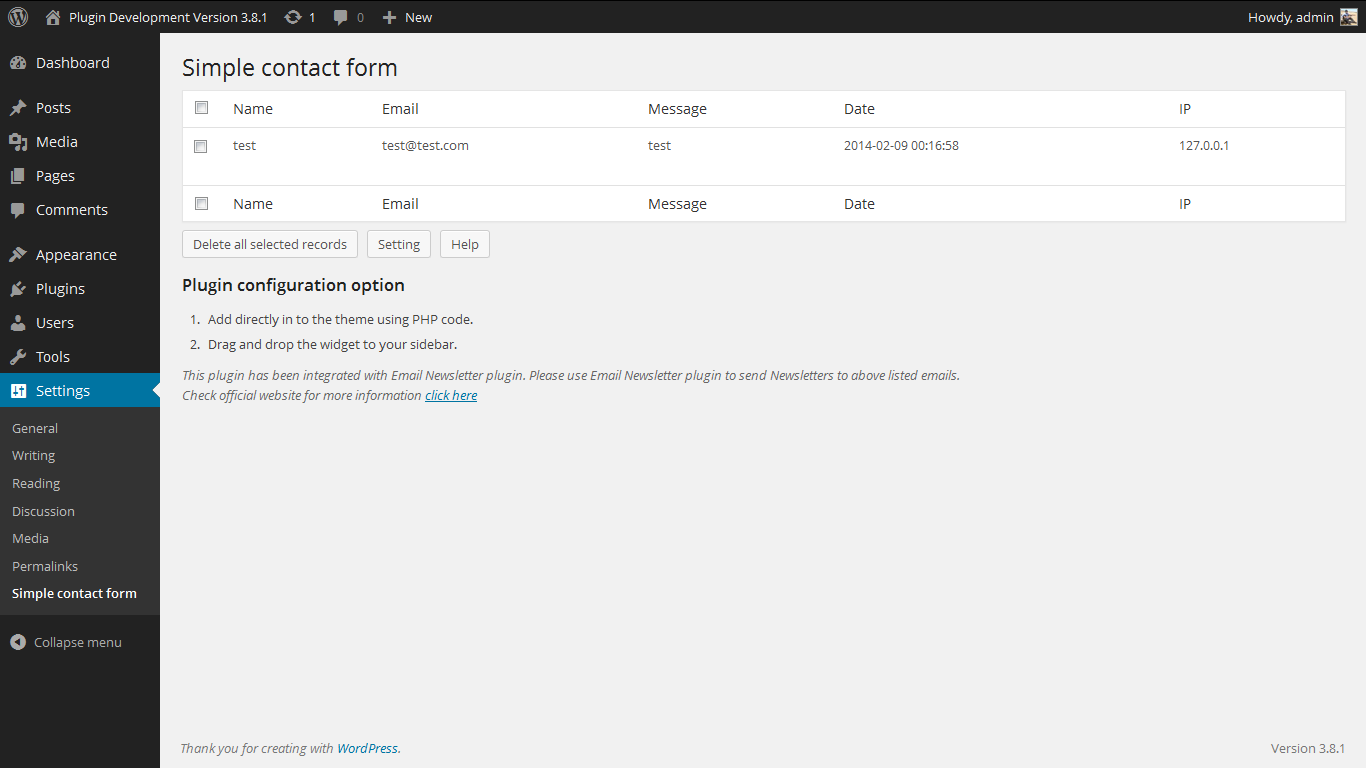 Plugin Development Version 3.8.1 1 0 New Howdy, admin
Dashboard
Posts
Media
Pages
Comments
Appearance
Plugins
Users
Tools
Settings
General
Writing
Reading
Discussion
Media
Permalinks
Simple contact form
Collapse menu
Simple contact form
Name Email Message Date IP
test test@test.com test 2014-02-09 00:16:58 127.0.0.1
Name Email Message Date IP
Delete all selected records Setting Help
Plugin configuration option
1. Add directly in to the theme using PHP code.
2. Drag and drop the widget to your sidebar.
This plugin has been integrated with Email Newsletter plugin. Please use Email Newsletter plugin to send Newsletters to above listed emails.
Check official website for more information click here
Thank you for creating with WordPress. Version 3.8.1